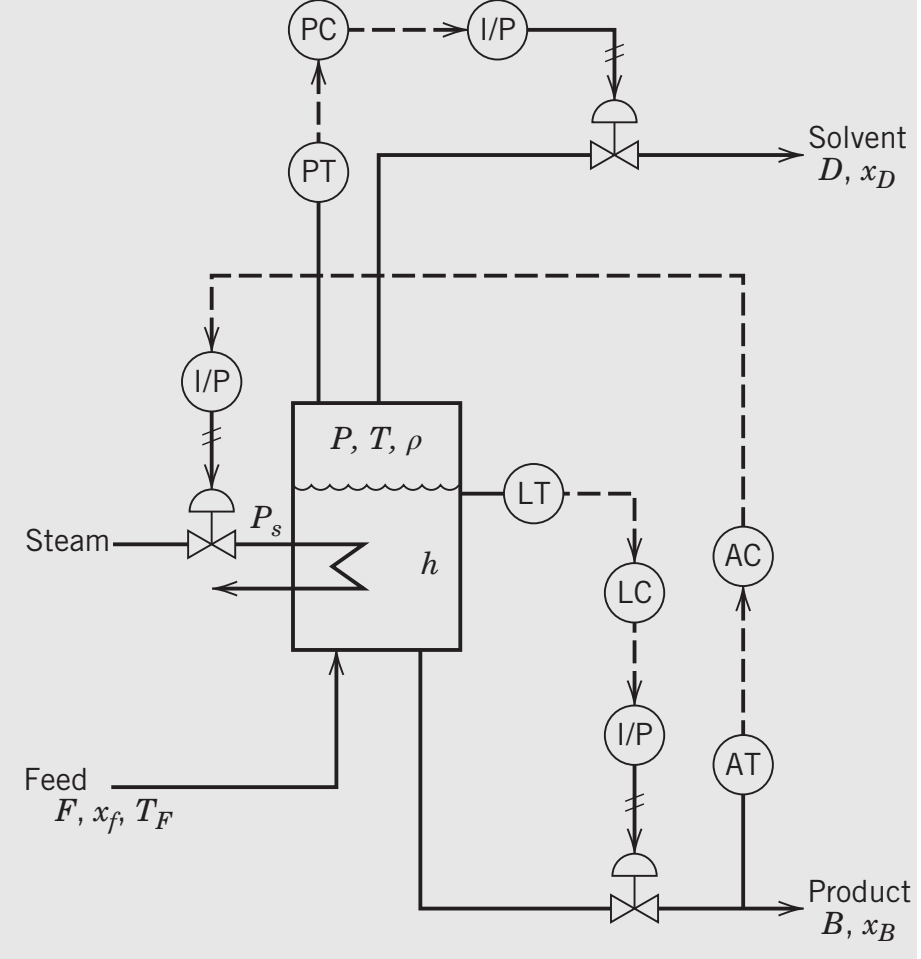 PC
I/P
PT
Solvent
D, x_D
I/P
P, T, ρ
LT
P_s
Steam
h
AC
LC
I/P
AT
Feed
F, x_f, T_F
Product
B, x_B